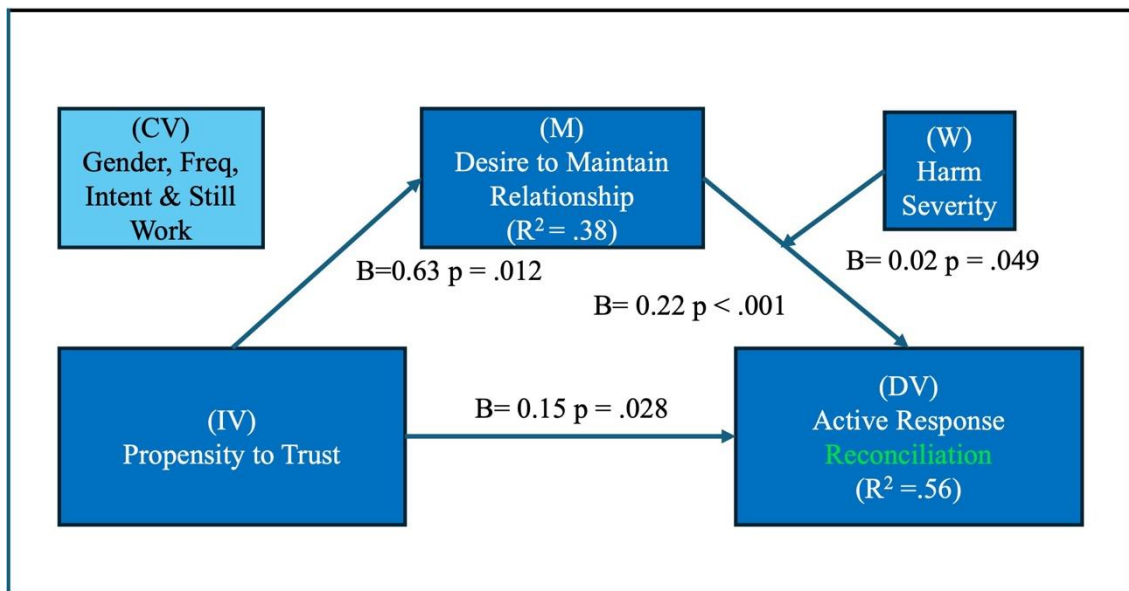 (CV)
Gender, Freq,
Intent & Still
Work
(M)
Desire to Maintain
Relationship
(R² = .38)
(W)
Harm
Severity
B=0.63 p = .012
B= 0.02 p = .049
B= 0.22 p < .001
(IV)
Propensity to Trust
B= 0.15 p = .028
(DV)
Active Response
Reconciliation
(R² =.56)